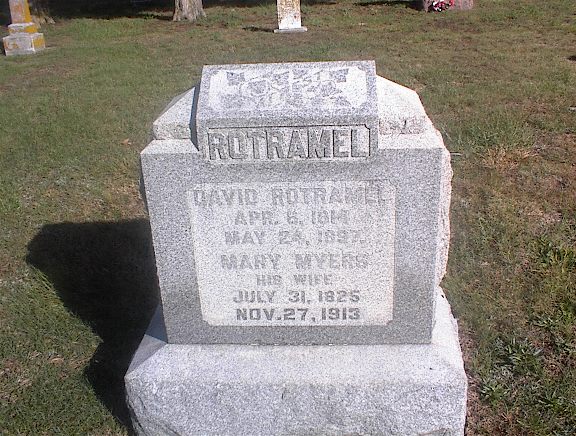 ROTRAMEL
DAVID ROTRAMEL
APR. 6, 1814
MAY 24, 1897.
MARY MYERS
HIS WIFE
JULY 31, 1825
NOV. 27, 1913